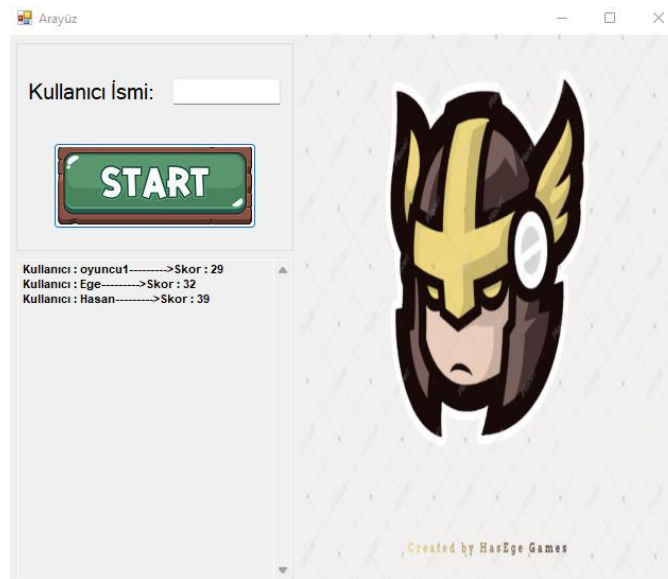 Arayüz
Kullanıcı İsmi:
START
Kullanıcı : oyuncu1--------->Skor : 29
Kullanıcı : Ege--------->Skor : 32
Kullanıcı : Hasan--------->Skor : 39
Created by HasEge Games